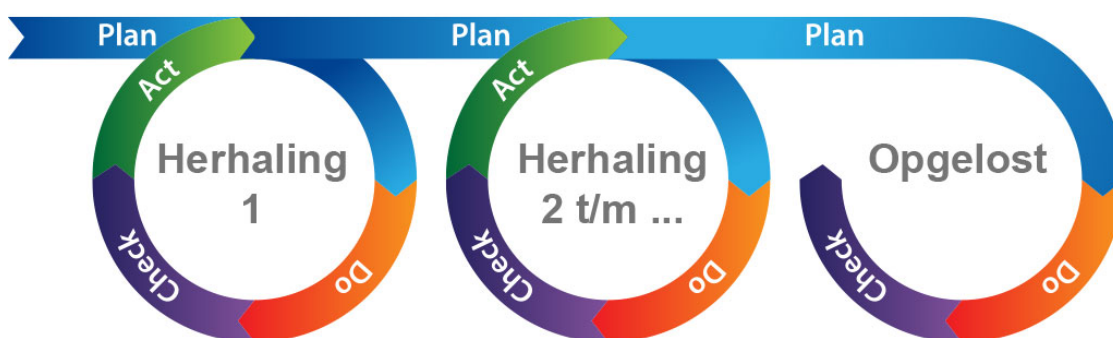 Plan
Act
Herhaling
1
Do
Check
Plan
Act
Herhaling
2 t/m ...
Do
Check
Plan
Opgelost
Do
Check